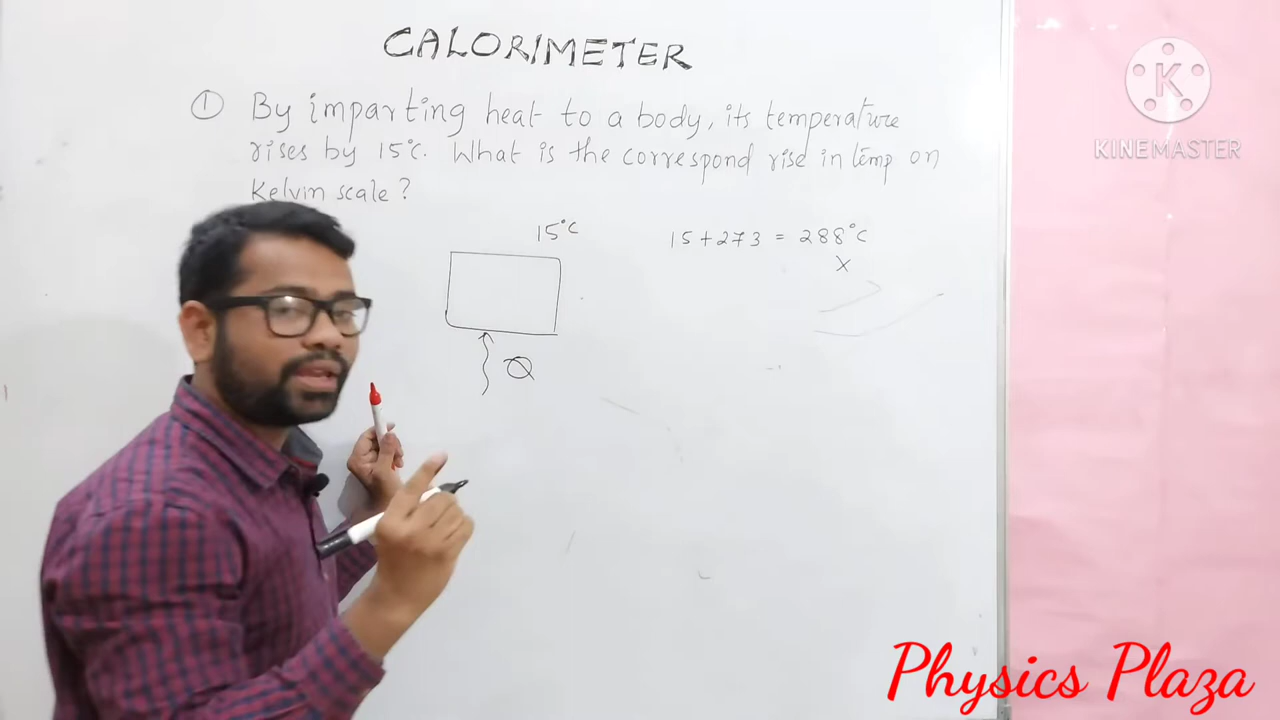 CALORIMETER
① By imparting heat to a body, its temperature
rises by 15°C. What is the correspond rise in temp on
Kelvin scale?
15°C
15+273 = 288°C
X
Q
K
KINEMASTER
Physics Plaza